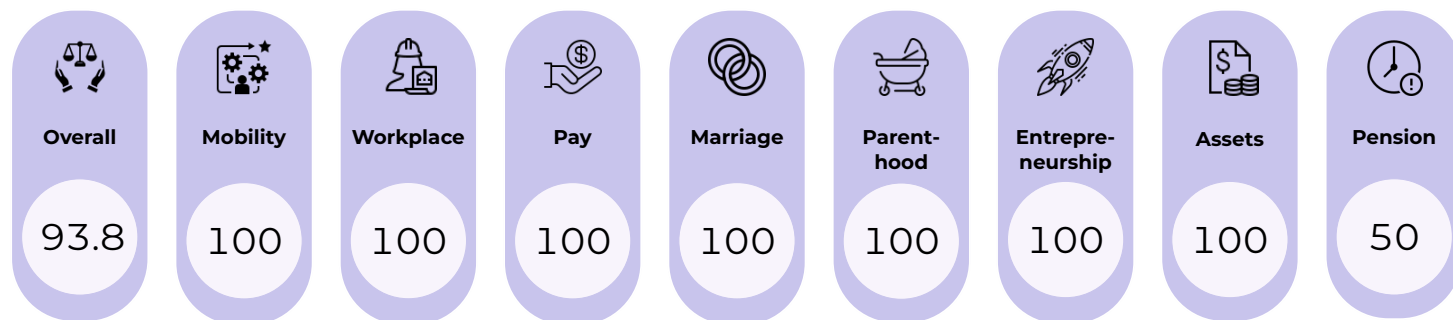 Overall
93.8
Mobility
100
Workplace
100
$
Pay
100
Marriage
100
Parent-
hood
100
Entrepre-
neurship
100
$
Assets
100
!
Pension
50